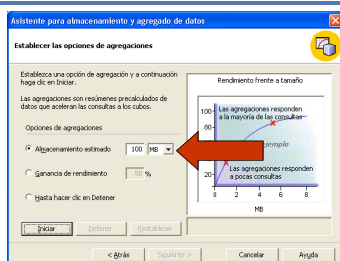 Asistente para almacenamiento y agregado de datos
Establecer las opciones de agregaciones
Establezca una opción de agregación y a continuación
haga clic en Iniciar.
Las agregaciones son resúmenes precalculados de
datos que aceleran las consultas a los cubos.
Opciones de agregaciones
Almacenamiento estimado 100 MB
Ganancia de rendimiento 50 %
Hasta hacer clic en Detener
Iniciar Detener Restablecer
Rendimiento frente a tamaño
100
80
20
Las agregaciones responden
a la mayoría de las consultas
ejemplo
Las agregaciones responden
a pocas consultas
0 2 4 6 8
MB
< Atrás Siguiente > Cancelar Ayuda